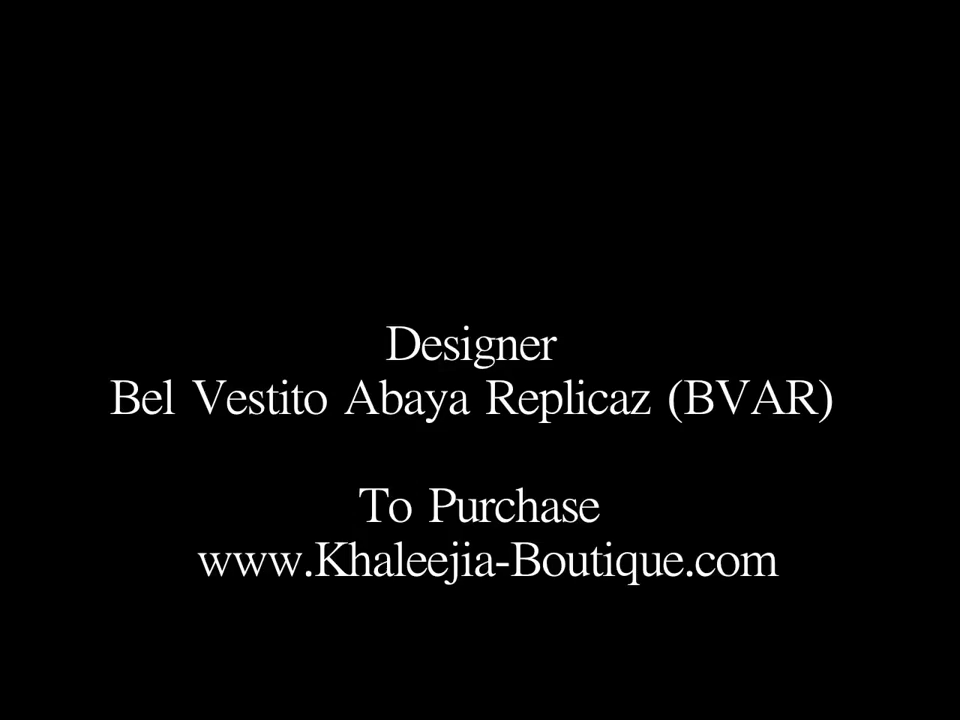 Designer
Bel Vestito Abaya Replicaz (BVAR)
To Purchase
www.Khaleejia-Boutique.com